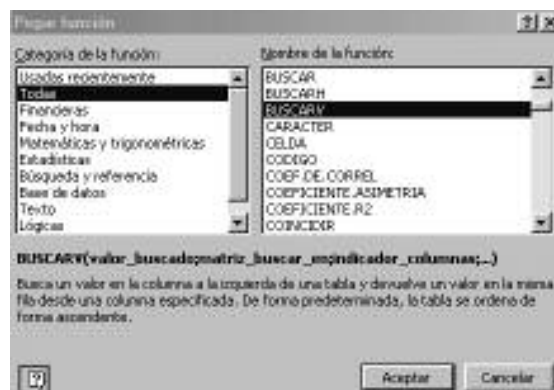 Pegar función
Categoría de la función:
Nombre de la función:
Usadas recientemente
Todas
Financieras
Fecha y hora
Matemáticas y trigonométricas
Estadísticas
Búsqueda y referencia
Base de datos
Texto
Lógicas
BUSCAR
BUSCARH
BUSCARV
CARACTER
CELDA
CODIGO
COEF.DE.CORREL
COEFICIENTE.ASIMETRIA
COEFICIENTE.R2
COINCIDIR
BUSCARV(valor_buscado;matriz_buscar_en;indicador_columnas;...)
Busca un valor en la columna a la izquierda de una tabla y devuelve un valor en la misma
fila desde una columna especificada. De forma predeterminada, la tabla se ordena de
forma ascendente.
Aceptar
Cancelar